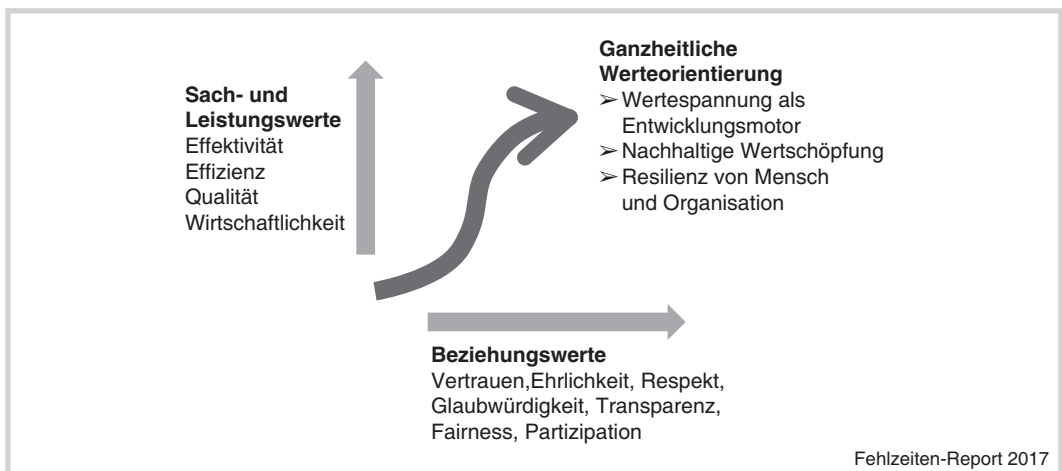 Sach- und
Leistungswerte
Effektivität
Effizienz
Qualität
Wirtschaftlichkeit
Ganzheitliche
Werteorientierung
➢ Wertespannung als
Entwicklungsmotor
➢ Nachhaltige Wertschöpfung
➢ Resilienz von Mensch
und Organisation
Beziehungswerte
Vertrauen,Ehrlichkeit, Respekt,
Glaubwürdigkeit, Transparenz,
Fairness, Partizipation
Fehlzeiten-Report 2017